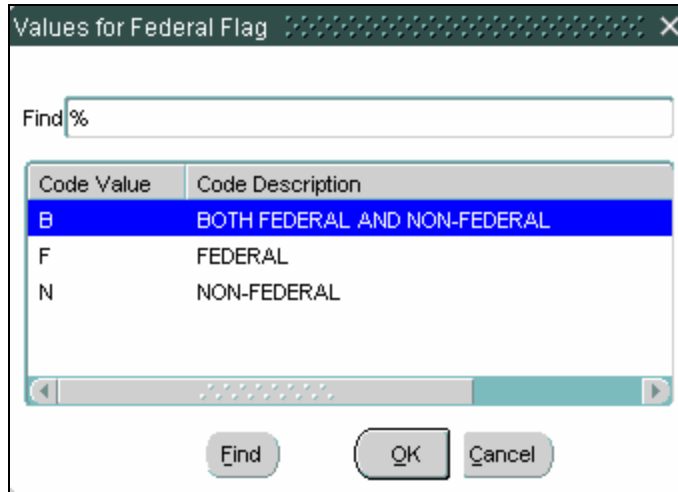 Values for Federal Flag
Find %
Code Value Code Description
B BOTH FEDERAL AND NON-FEDERAL
F FEDERAL
N NON-FEDERAL
Find OK Cancel